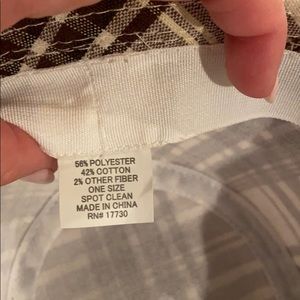 56% POLYESTER
42% COTTON
2% OTHER FIBER
ONE SIZE
SPOT CLEAN
MADE IN CHINA
RN# 17730